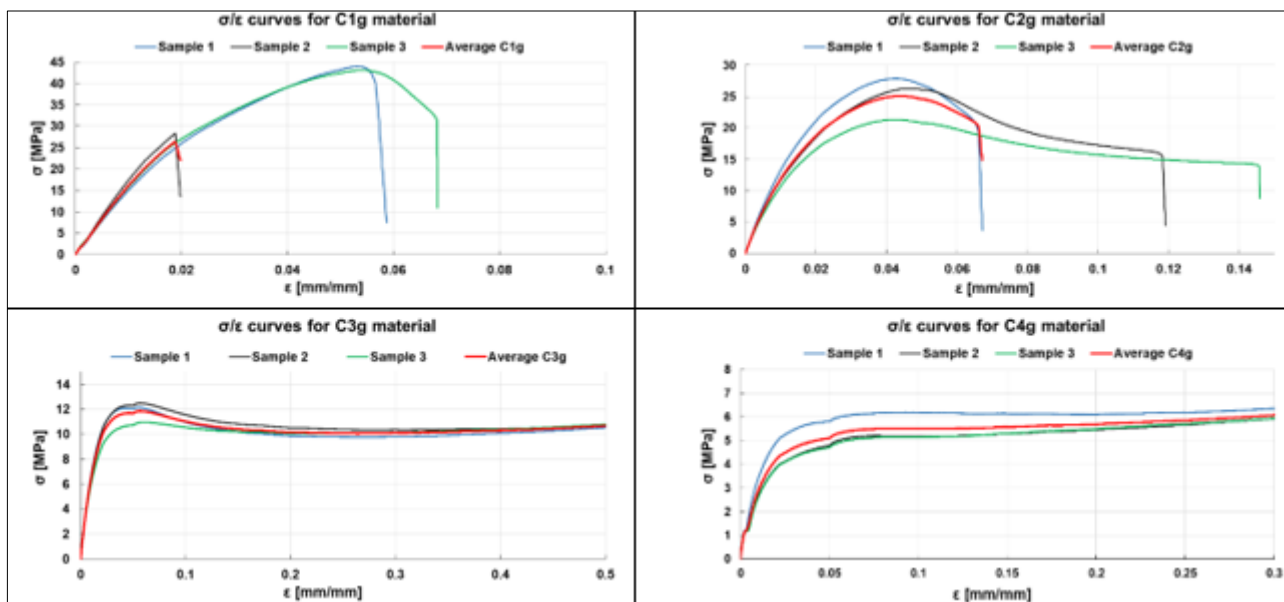 σ/ε curves for C1g material
Sample 1 Sample 2 Sample 3 Average C1g
45
40
35
30
25
20
15
10
5
0
σ [MPa]
0 0.02 0.04 0.06 0.08 0.1
ε [mm/mm]
σ/ε curves for C2g material
Sample 1 Sample 2 Sample 3 Average C2g
30
25
20
15
10
5
0
σ [MPa]
0 0.02 0.04 0.06 0.08 0.1 0.12 0.14
ε [mm/mm]
σ/ε curves for C3g material
Sample 1 Sample 2 Sample 3 Average C3g
14
12
10
8
6
4
2
0
σ [MPa]
0 0.1 0.2 0.3 0.4 0.5
ε [mm/mm]
σ/ε curves for C4g material
Sample 1 Sample 2 Sample 3 Average C4g
8
7
6
5
4
3
2
1
0
σ [MPa]
0 0.05 0.1 0.15 0.2 0.25 0.3
ε [mm/mm]